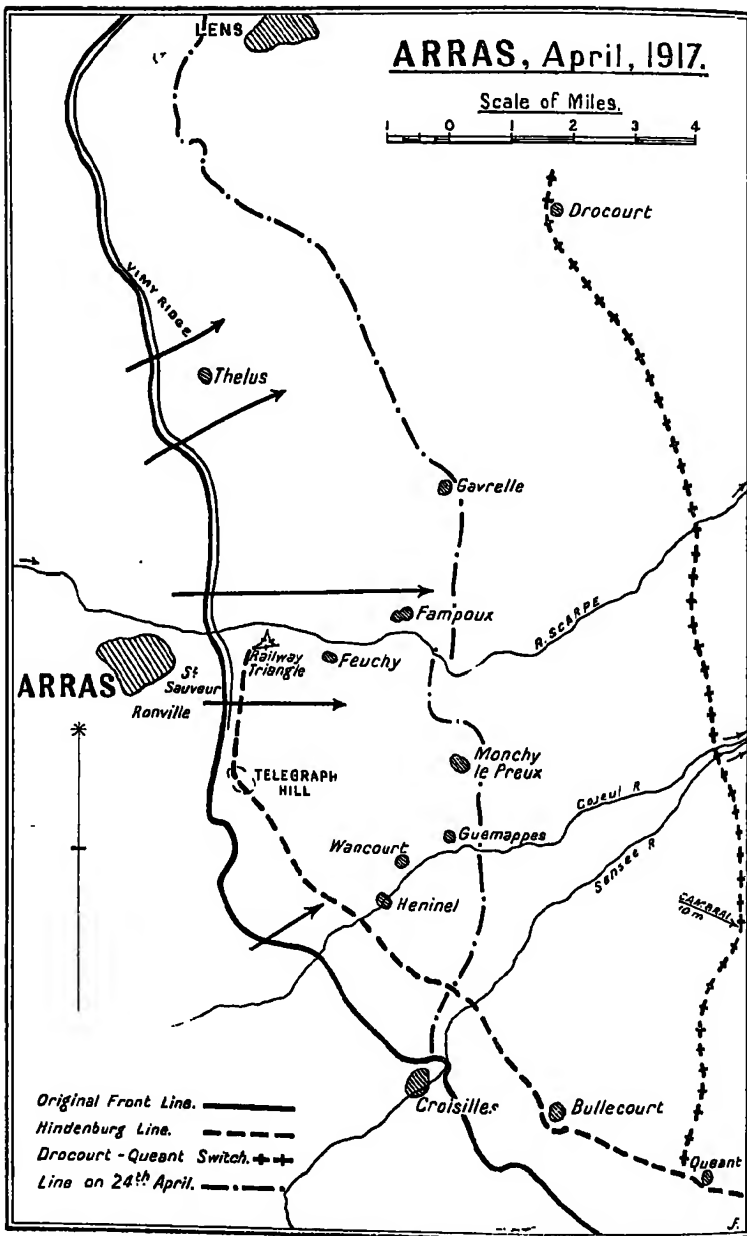 LENS
ARRAS, April, 1917.
Scale of Miles.
1 0 1 2 3 4
Drocourt
VIMY RIDGE
Thelus
Gavrelle
Fampoux
R. SCARPE
Railway
Triangle
Feuchy
St
Sauveur
ARRAS
Ronville
Monchy
le Preux
TELEGRAPH
HILL
Cojeul R
Guemappes
Wancourt
Sensee R
Heninel
CAMBRAI
10 m
Original Front Line.
Hindenburg Line.
Drocourt-Queant Switch.
Line on 24th April.
Croisilles
Bullecourt
Queant
J.